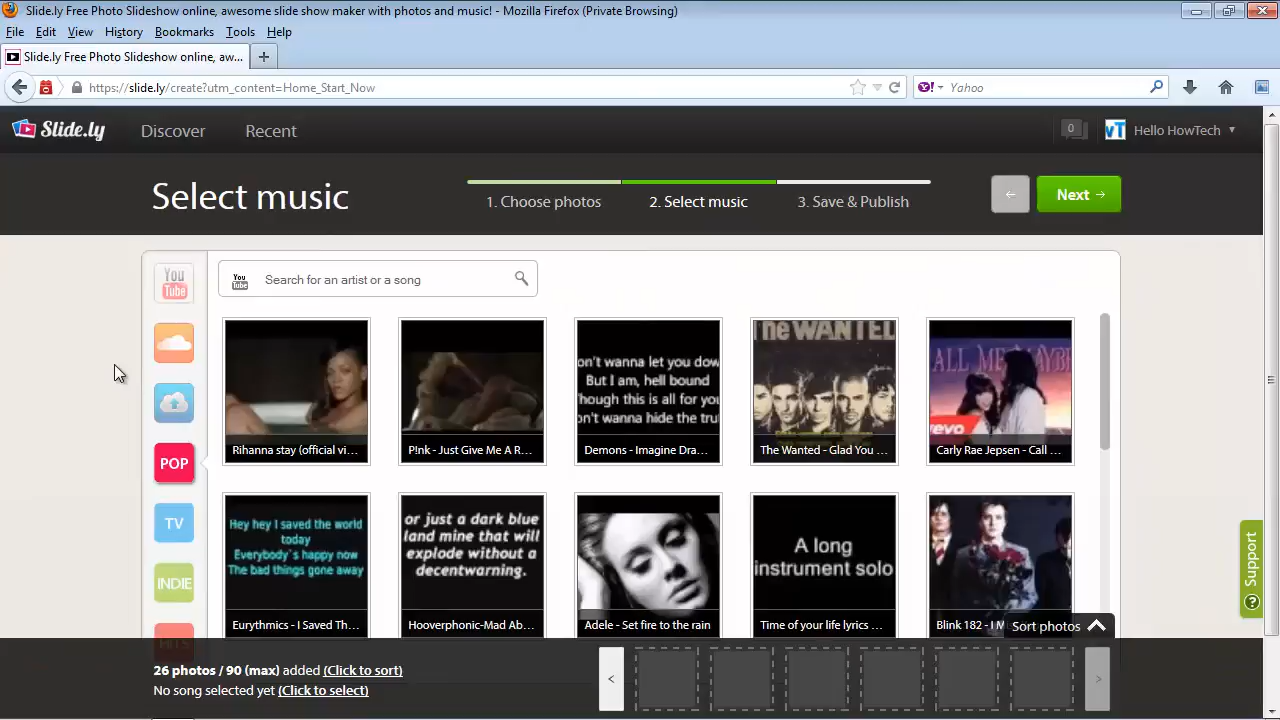 Slide.ly Free Photo Slideshow online, awesome slide show maker with photos and music! - Mozilla Firefox (Private Browsing)
File Edit View History Bookmarks Tools Help
Slide.ly Free Photo Slideshow online, aw...
https://slide.ly/create?utm_content=Home_Start_Now
Yahoo
Slide.ly Discover Recent
0
Hello HowTech
Select music
1. Choose photos
2. Select music
3. Save & Publish
Next
You
Tube
You
Tube
Search for an artist or a song
POP
TV
INDIE
HITS
on't wanna let you dow
But I am, hell bound
hough this is all for you
on't wanna hide the trut
The WANTED
ALL ME MAYB
vevo
Rihanna stay (official vi...
P!nk - Just Give Me A R...
Demons - Imagine Dra...
The Wanted - Glad You ...
Carly Rae Jepsen - Call ...
Hey hey I saved the world
today
Everybody`s happy now
The bad things gone away
or just a dark blue
land mine that will
explode without a
decentwarning.
A long
instrument solo
Eurythmics - I Saved Th...
Hooverphonic-Mad Ab...
Adele - Set fire to the rain
Time of your life lyrics ...
Blink 182 - I M
Sort photos
Support
26 photos / 90 (max) added (Click to sort)
No song selected yet (Click to select)